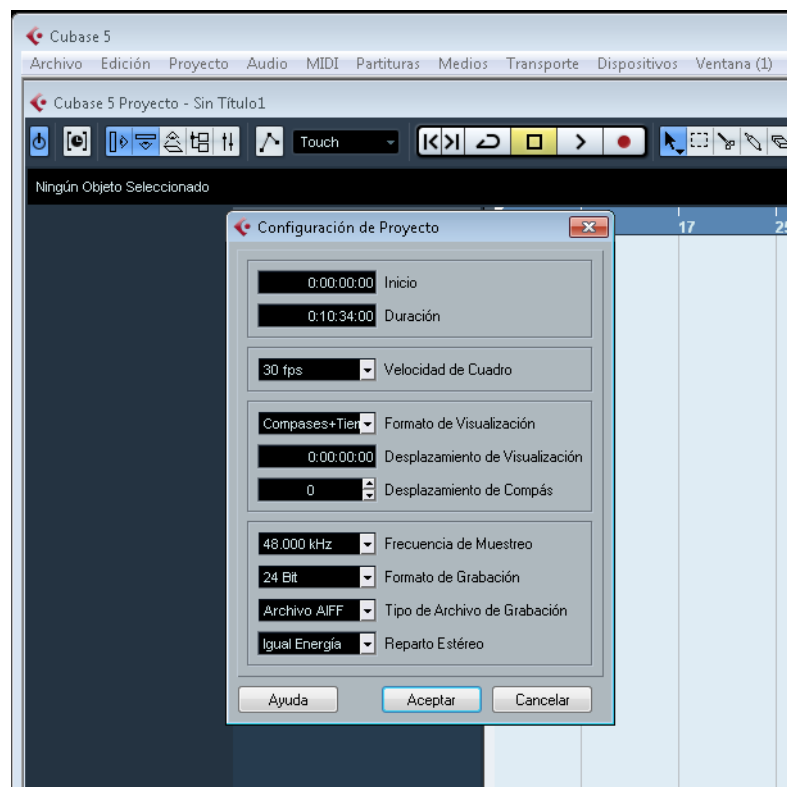 Cubase 5
Archivo Edición Proyecto Audio MIDI Partituras Medios Transporte Dispositivos Ventana (1)
Cubase 5 Proyecto - Sin Título1
Touch
Ningún Objeto Seleccionado
17
Configuración de Proyecto
0:00:00:00 Inicio
0:10:34:00 Duración
30 fps Velocidad de Cuadro
Compases+Tien Formato de Visualización
0:00:00:00 Desplazamiento de Visualización
0 Desplazamiento de Compás
48.000 kHz Frecuencia de Muestreo
24 Bit Formato de Grabación
Archivo AIFF Tipo de Archivo de Grabación
Igual Energía Reparto Estéreo
Ayuda Aceptar Cancelar